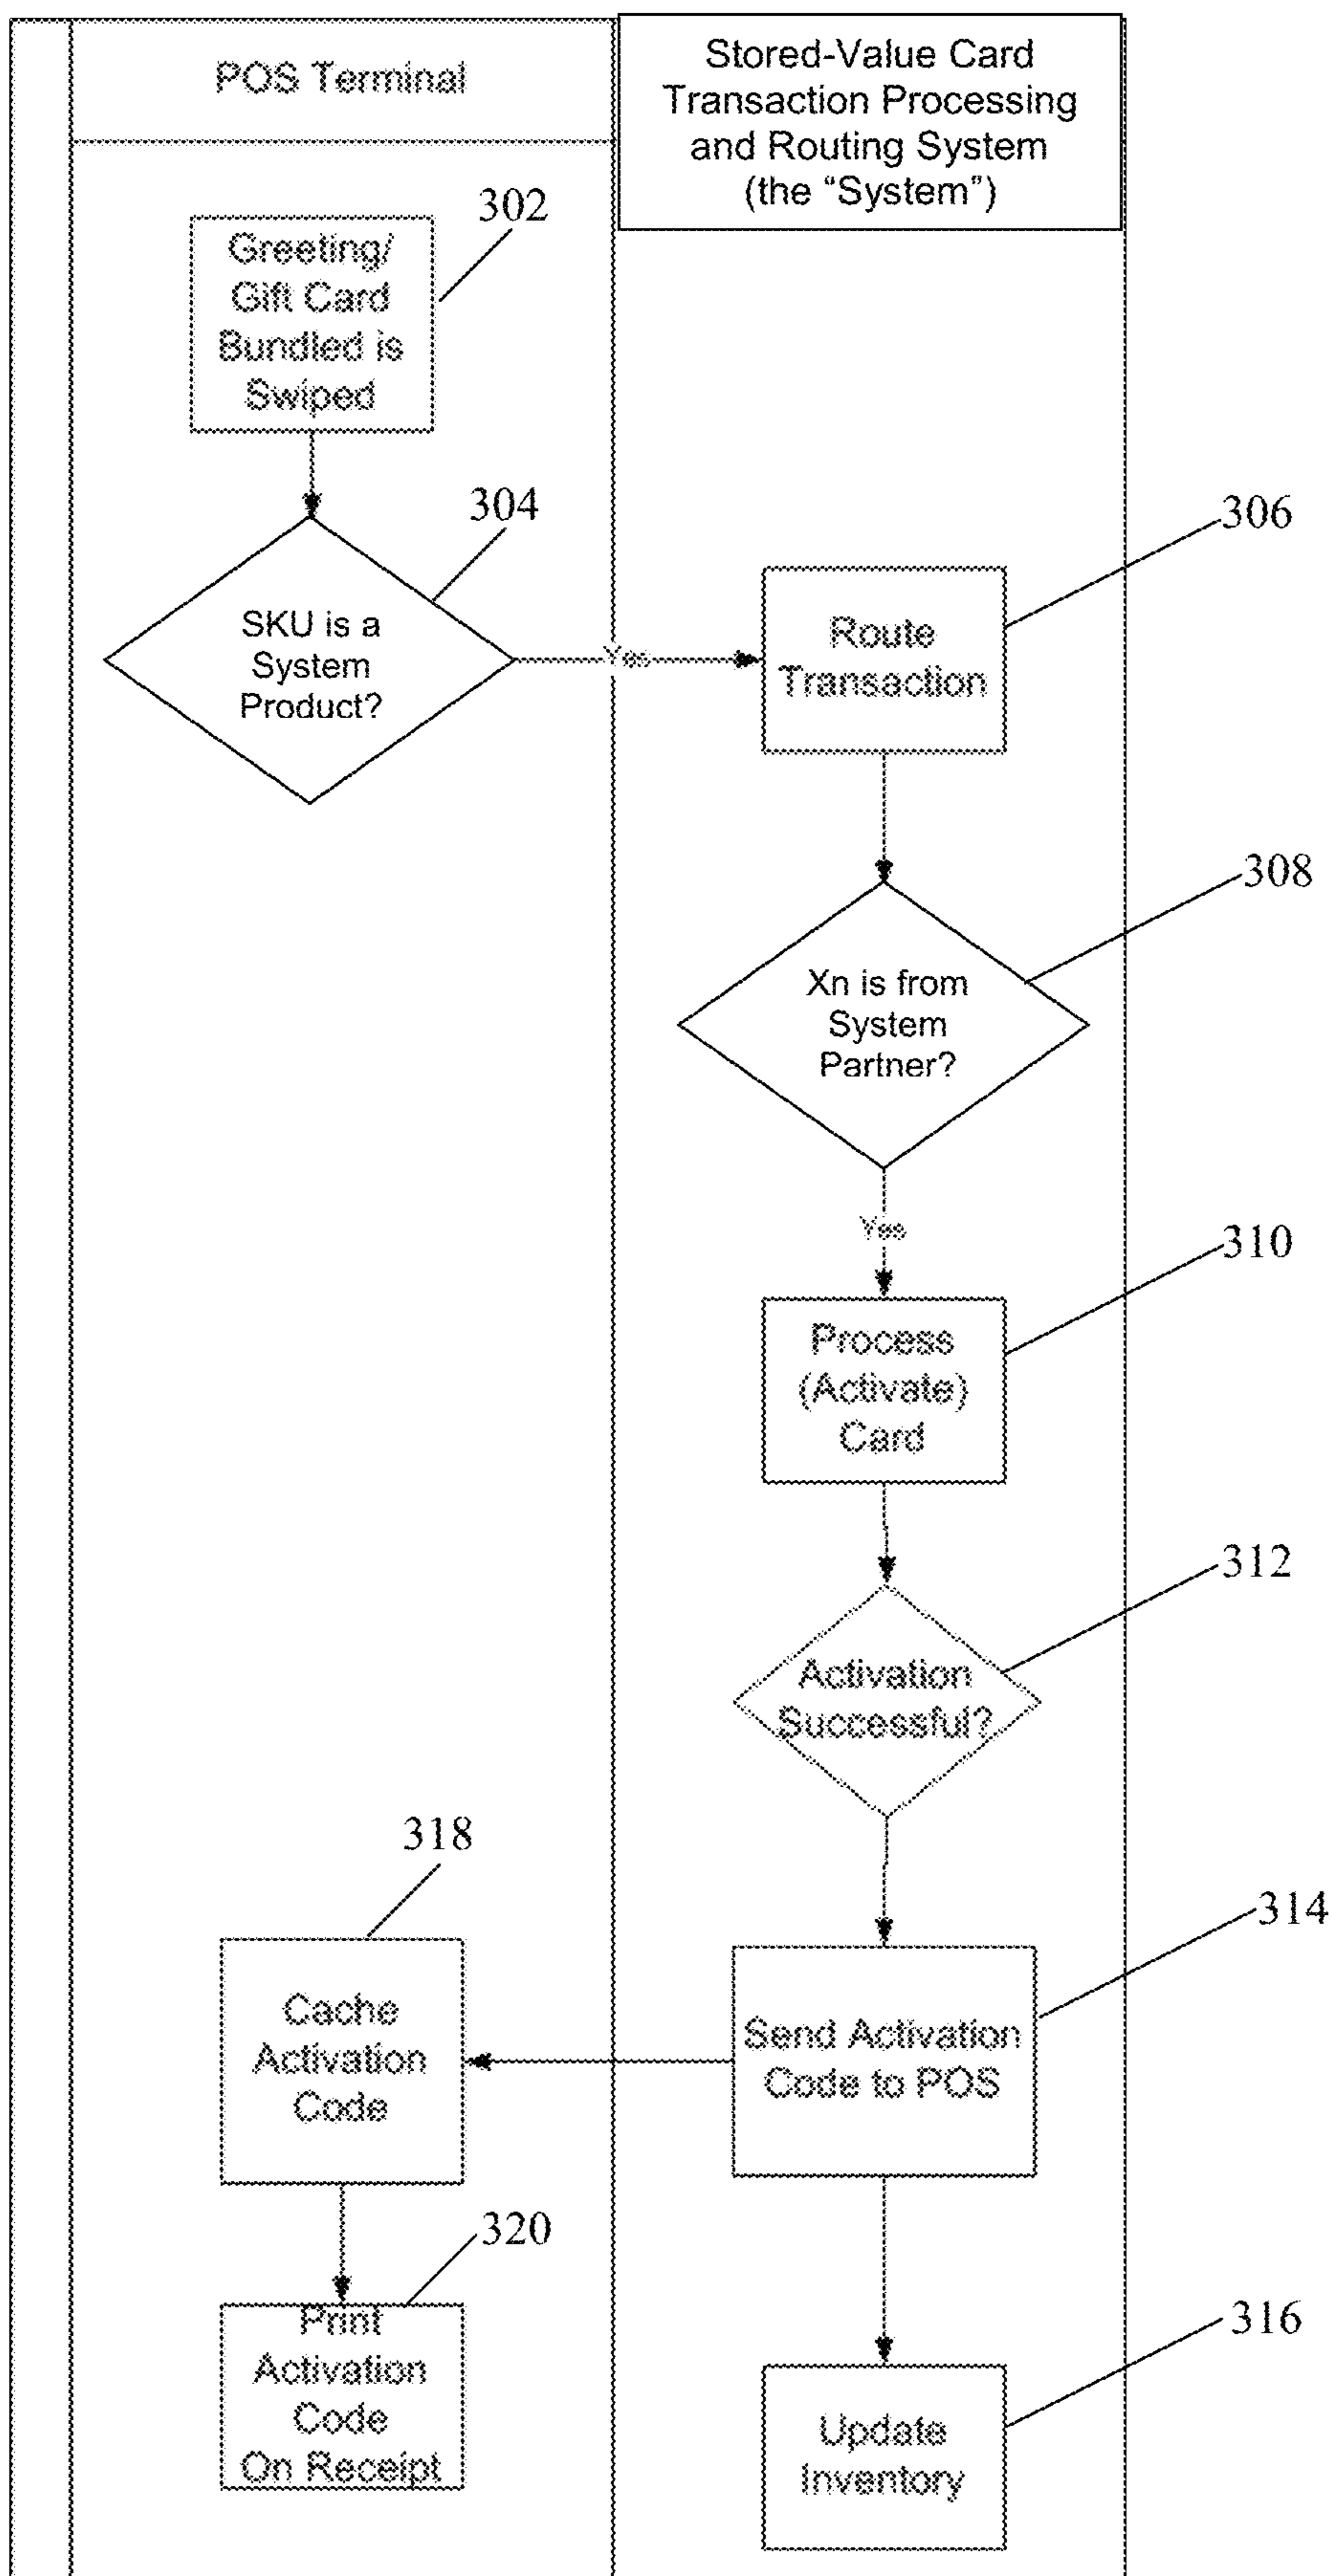 POS Terminal
Stored-Value Card
Transaction Processing
and Routing System
(the “System”)
302
Greeting/
Gift Card
Bundled is
Swiped
304
SKU is a
System
Product?
Yes
306
Route
Transaction
308
Xn is from
System
Partner?
Yes
310
Process
(Activate)
Card
312
Activation
Successful?
318
Cache
Activation
Code
314
Send Activation
Code to POS
320
Print
Activation
Code
On Receipt
316
Update
Inventory